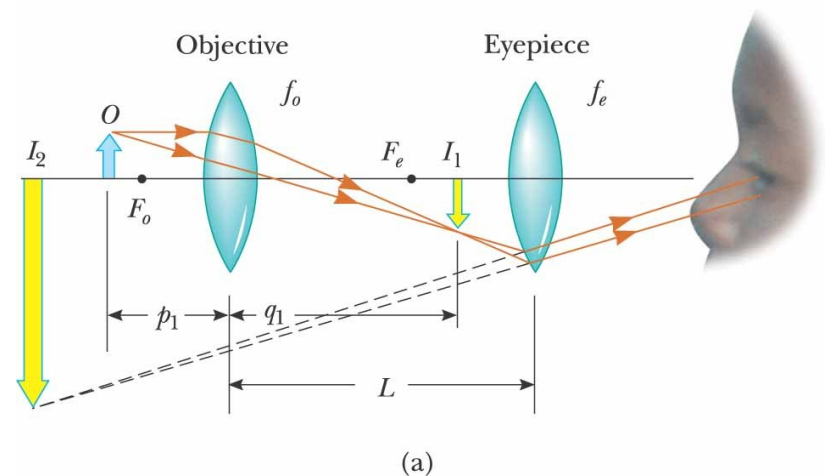 Objective Eyepiece
f_o f_e
O
I_2 F_e I_1
F_o
p_1 q_1
L
(a)